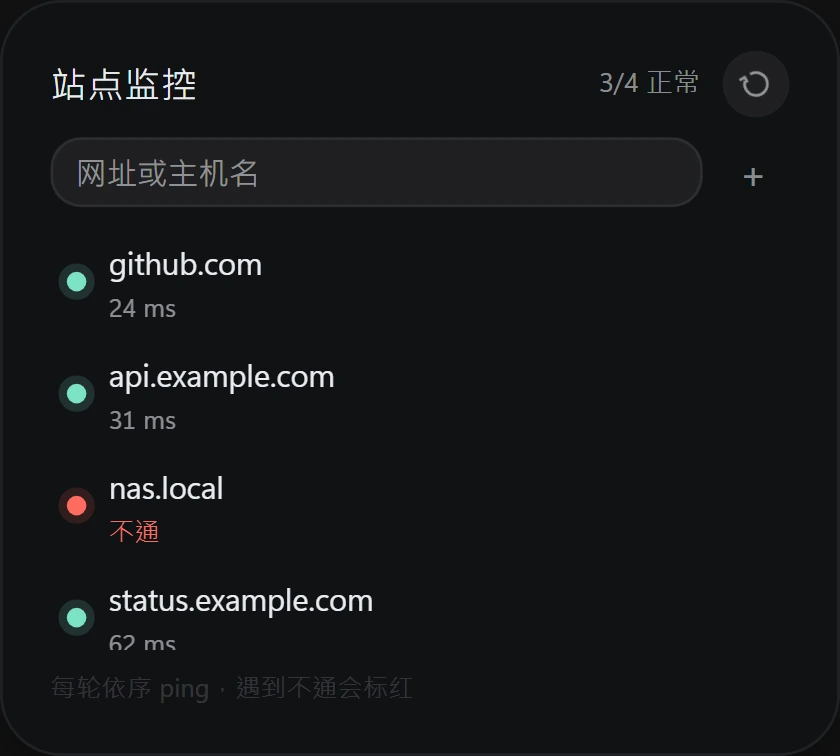 站点监控
3/4 正常
网址或主机名
+
github.com
24 ms
api.example.com
31 ms
nas.local
不通
status.example.com
62 ms
每轮依序 ping · 遇到不通会标红